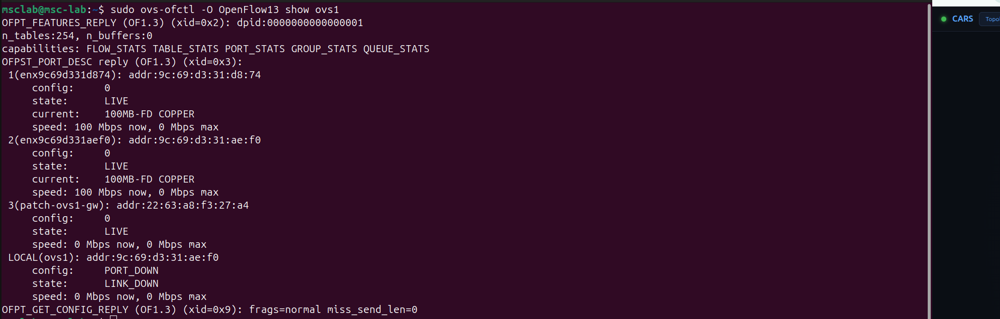 msclab@msc-lab:~$ sudo ovs-ofctl -O OpenFlow13 show ovs1
OFPT_FEATURES_REPLY (OF1.3) (xid=0x2): dpid:0000000000000001
n_tables:254, n_buffers:0
capabilities: FLOW_STATS TABLE_STATS PORT_STATS GROUP_STATS QUEUE_STATS
OFPST_PORT_DESC reply (OF1.3) (xid=0x3):
 1(enx9c69d331d874): addr:9c:69:d3:31:d8:74
     config:     0
     state:      LIVE
     current:    100MB-FD COPPER
     speed: 100 Mbps now, 0 Mbps max
 2(enx9c69d331aef0): addr:9c:69:d3:31:ae:f0
     config:     0
     state:      LIVE
     current:    100MB-FD COPPER
     speed: 100 Mbps now, 0 Mbps max
 3(patch-ovs1-gw): addr:22:63:a8:f3:27:a4
     config:     0
     state:      LIVE
     speed: 0 Mbps now, 0 Mbps max
 LOCAL(ovs1): addr:9c:69:d3:31:ae:f0
     config:     PORT_DOWN
     state:      LINK_DOWN
     speed: 0 Mbps now, 0 Mbps max
OFPT_GET_CONFIG_REPLY (OF1.3) (xid=0x9): frags=normal miss_send_len=0
CARS
Topo